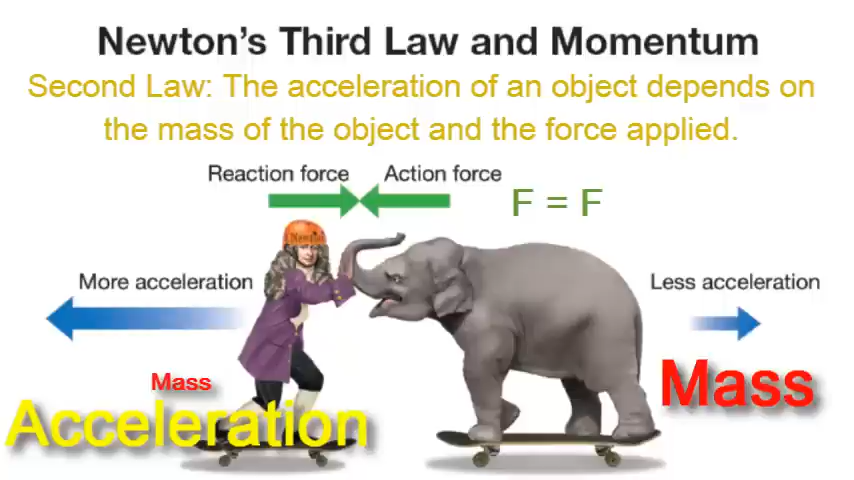 Newton's Third Law and Momentum
Second Law: The acceleration of an object depends on
the mass of the object and the force applied.
Reaction force
Action force
F = F
Newton
More acceleration
Less acceleration
Mass
Mass
Acceleration